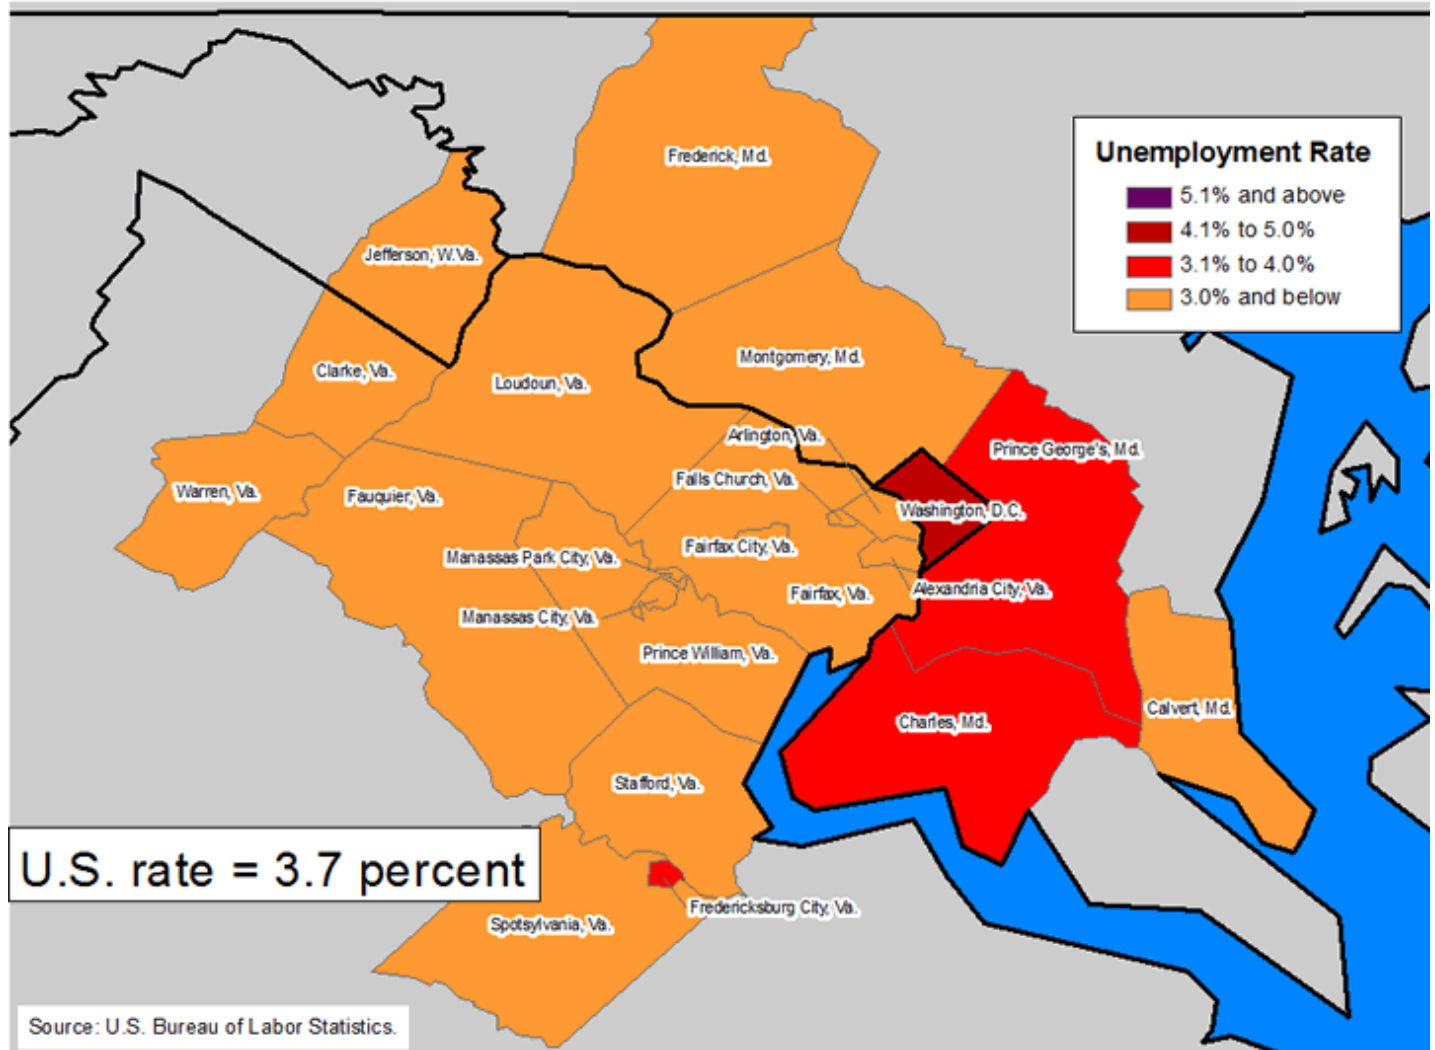 Frederick, Md.
Unemployment Rate
5.1% and above
4.1% to 5.0%
3.1% to 4.0%
3.0% and below
Jefferson, W.Va.
Clarke, Va.
Loudoun, Va.
Montgomery, Md.
Arlington, Va.
Prince George's, Md.
Falls Church, Va.
Warren, Va.
Fauquier, Va.
Washington, D.C.
Fairfax City, Va.
Manassas Park City, Va.
Fairfax, Va.
Alexandria City, Va.
Manassas City, Va.
Prince William, Va.
Calvert, Md.
Charles, Md.
Stafford, Va.
U.S. rate = 3.7 percent
Fredericksburg City, Va.
Spotsylvania, Va.
Source: U.S. Bureau of Labor Statistics.